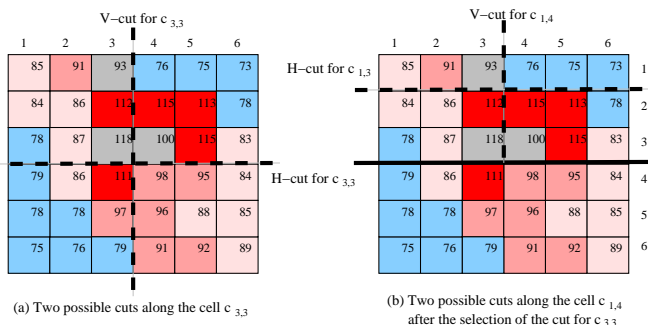 V-cut for c 3,3
1 2 3 4 5 6
85 91 93 76 75 73
84 86 112 115 113 78
78 87 118 100 115 83
H-cut for c 3,3
79 86 111 98 95 84
78 78 97 96 88 85
75 76 79 91 92 89
(a) Two possible cuts along the cell c 3,3
V-cut for c 1,4
1 2 3 4 5 6
H-cut for c 1,3
85 91 93 76 75 73 1
84 86 112 115 113 78 2
78 87 118 100 115 83 3
79 86 111 98 95 84 4
78 78 97 96 88 85 5
75 76 79 91 92 89 6
(b) Two possible cuts along the cell c 1,4
after the selection of the cut for c 3,3